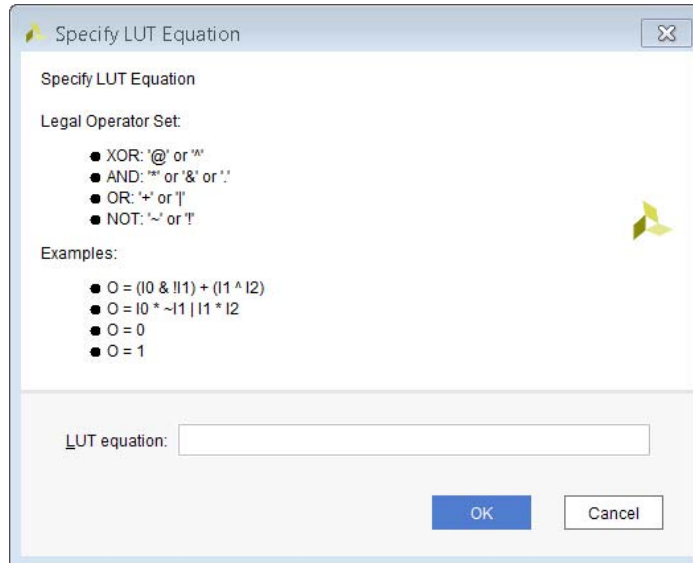 Specify LUT Equation
Specify LUT Equation
Legal Operator Set:
● XOR: '@' or '^'
● AND: '*' or '&' or '.'
● OR: '+' or '|'
● NOT: '~' or '!'
Examples:
● O = (I0 & !I1) + (I1 ^ I2)
● O = I0 * ~I1 | I1 * I2
● O = 0
● O = 1
LUT equation:
OK Cancel